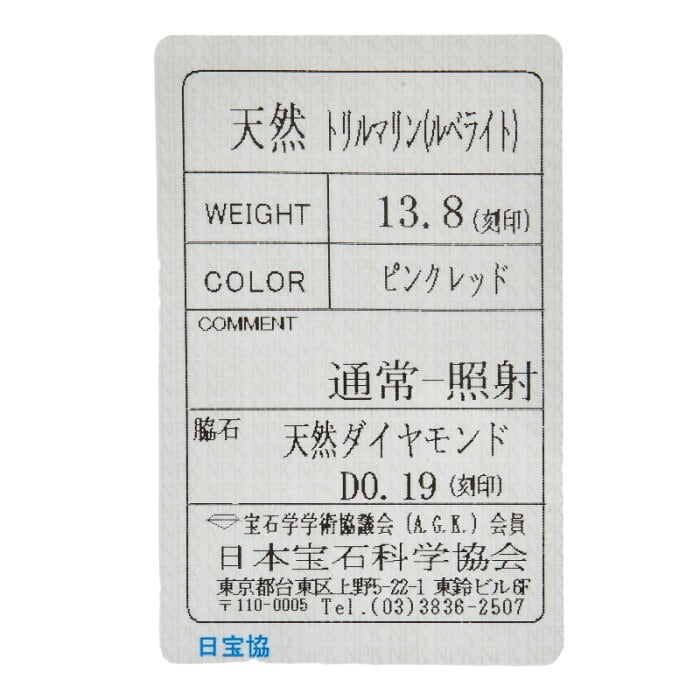 天然 トリルマリン(ルベライト)
WEIGHT 13.8 (刻印)
COLOR ピンクレッド
COMMENT
通常-照射
脇石 天然ダイヤモンド
D0.19 (刻印)
宝石学学術協議会(A.G.K.)会員
日本宝石科学協会
東京都台東区上野5-22-1 東鈴ビル6F
〒110-0005 Tel.(03)3836-2507
日宝協